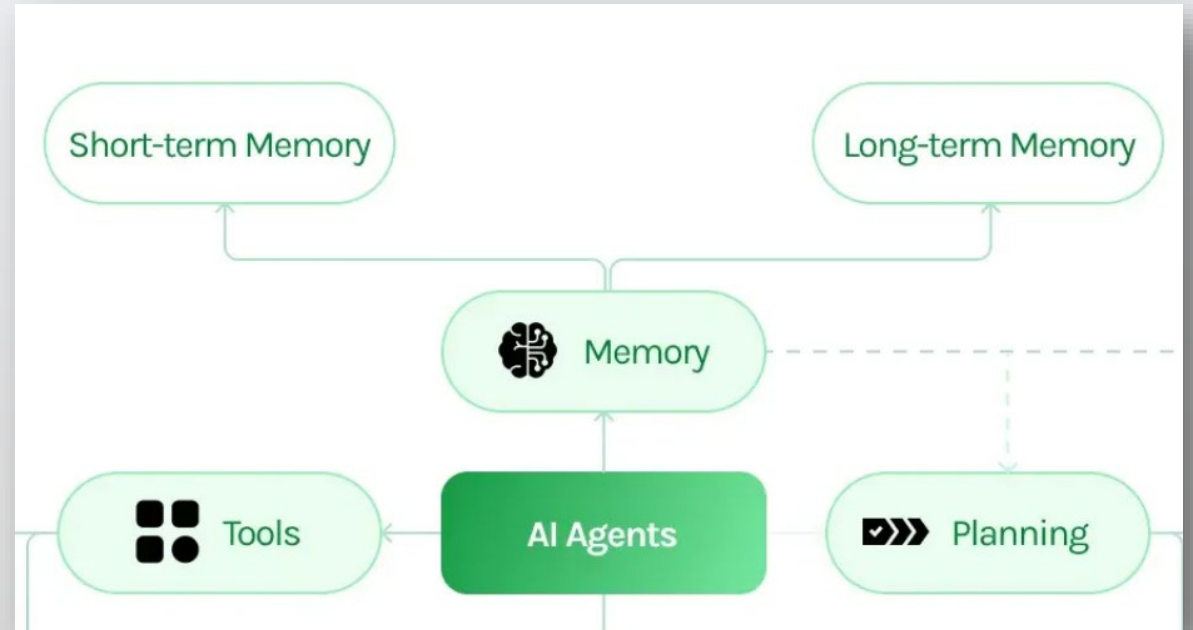 Short-term Memory
Long-term Memory
Memory
Tools
AI Agents
Planning